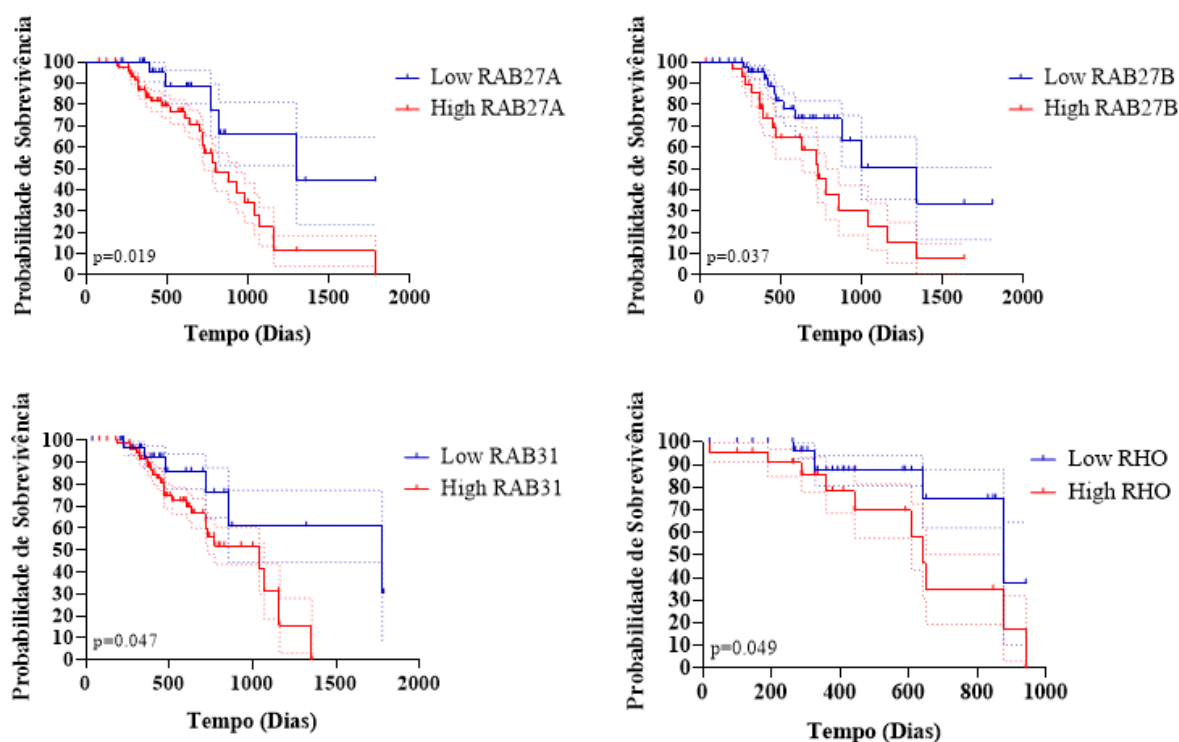 Probabilidade de Sobrevivência
100
90
80
70
60
50
40
30
20
10
0
p=0.019
0 500 1000 1500 2000
Tempo (Dias)
Low RAB27A
High RAB27A
Probabilidade de Sobrevivência
100
90
80
70
60
50
40
30
20
10
0
p=0.037
0 500 1000 1500 2000
Tempo (Dias)
Low RAB27B
High RAB27B
Probabilidade de Sobrevivência
100
90
80
70
60
50
40
30
20
10
0
p=0.047
0 500 1000 1500 2000
Tempo (Dias)
Low RAB31
High RAB31
Probabilidade de Sobrevivência
100
90
80
70
60
50
40
30
20
10
0
p=0.049
0 200 400 600 800 1000
Tempo (Dias)
Low RHO
High RHO